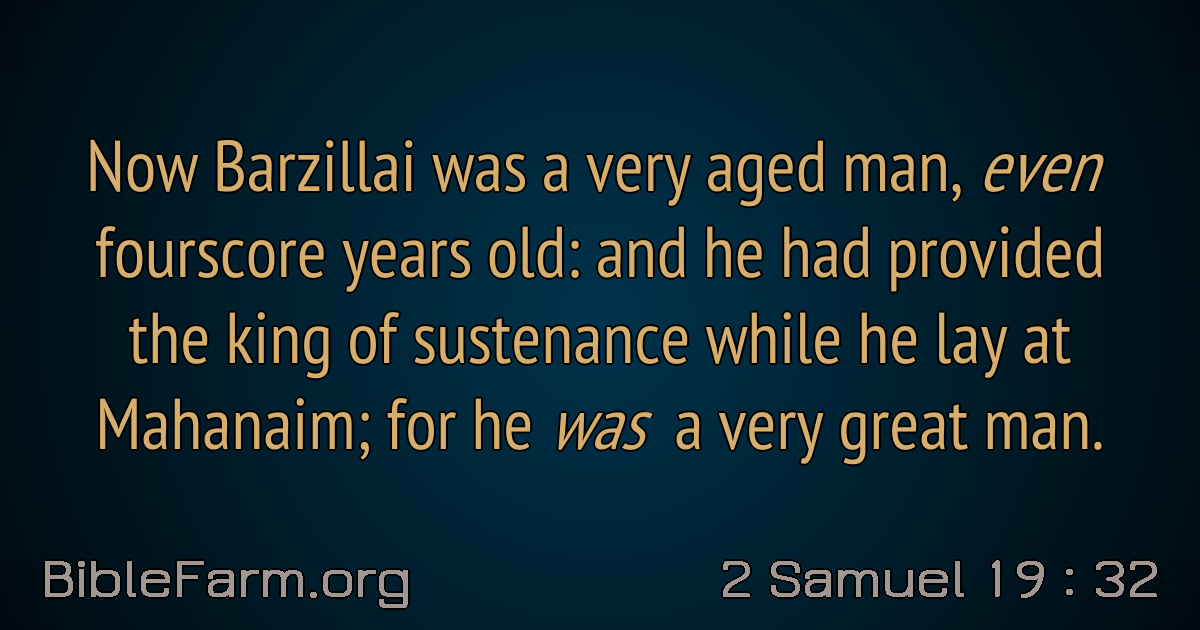 Now Barzillai was a very aged man, even
fourscore years old: and he had provided
the king of sustenance while he lay at
Mahanaim; for he was a very great man.
BibleFarm.org
2 Samuel 19 : 32